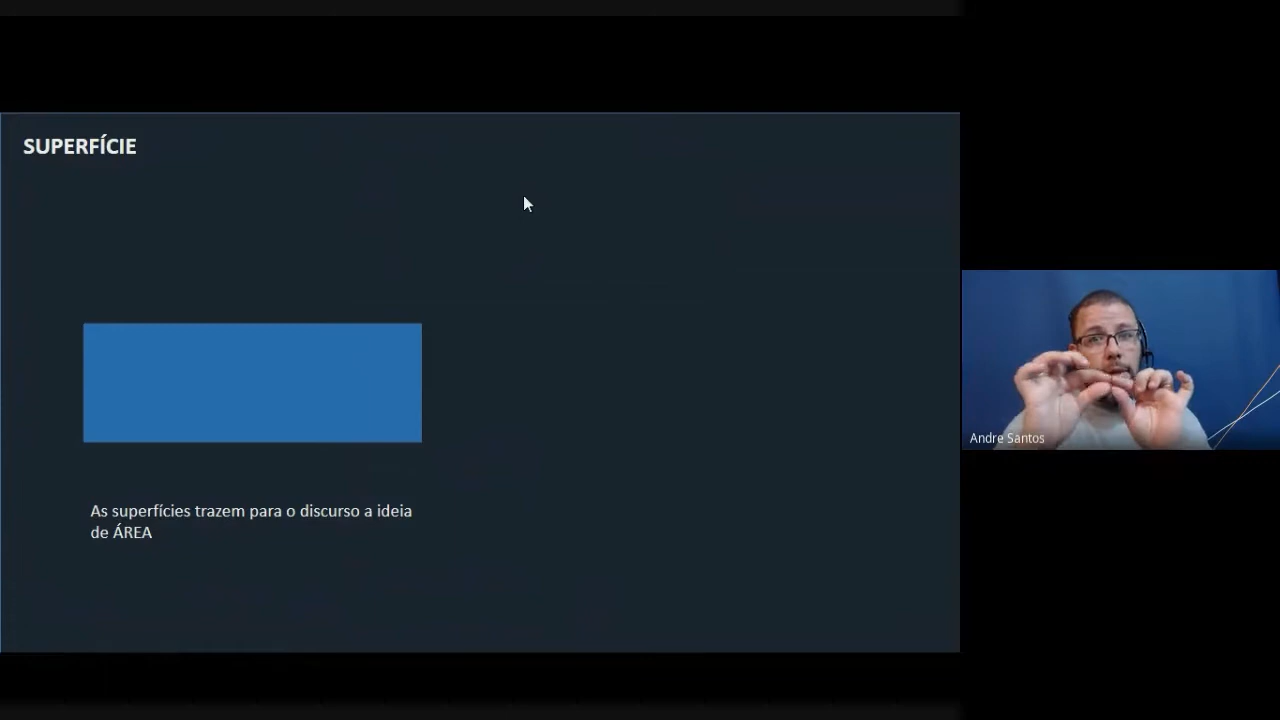 SUPERFÍCIE
As superfícies trazem para o discurso a ideia
de ÁREA
Andre Santos